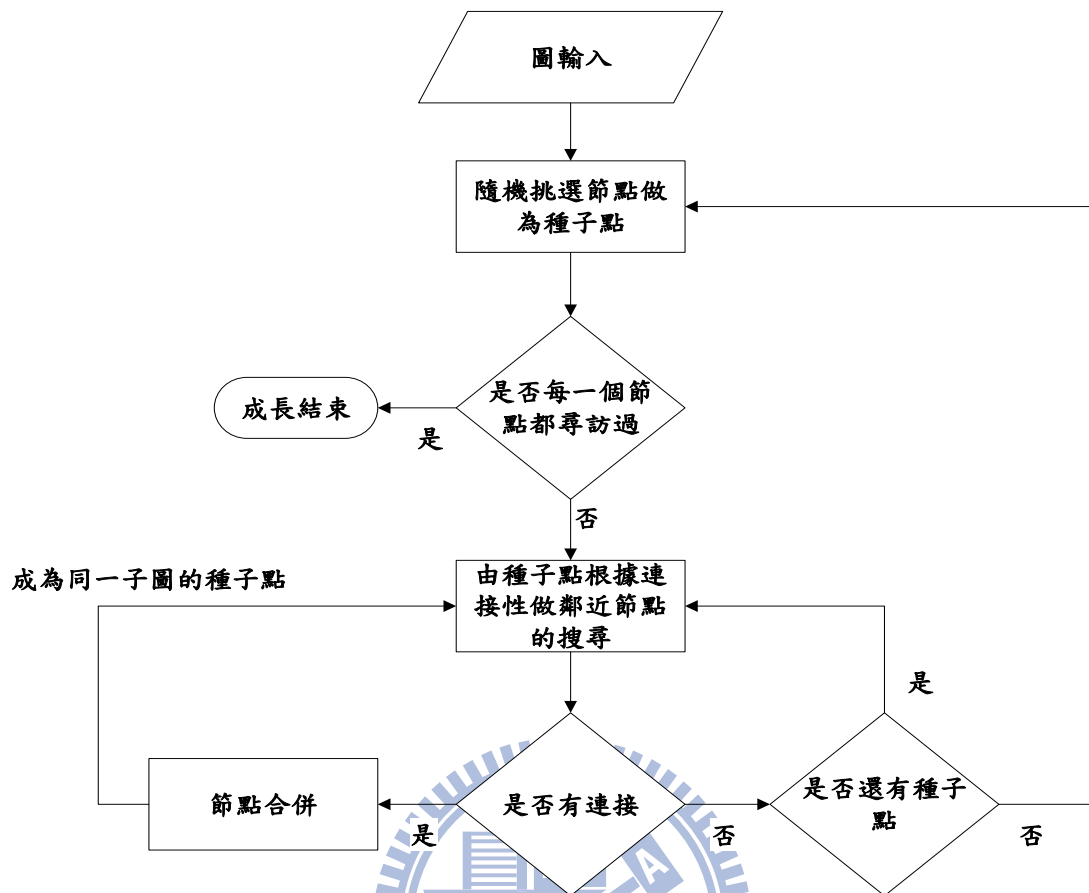 圖輸入
隨機挑選節點做
為種子點
是否每一個節
點都尋訪過
成長結束
是
否
成為同一子圖的種子點
由種子點根據連
接性做鄰近節點
的搜尋
是
節點合併
是
是否有連接
否
是否還有種子
點
否
A